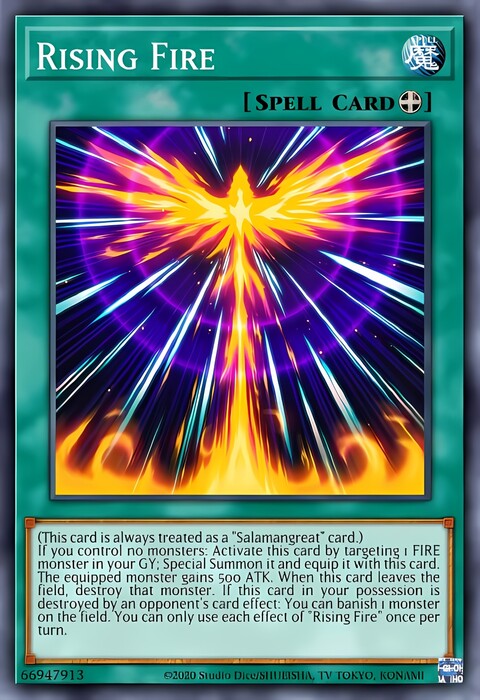 RISING FIRE
魔
[SPELL CARD]
(This card is always treated as a "Salamangreat" card.)
If you control no monsters: Activate this card by targeting 1 FIRE
monster in your GY; Special Summon it and equip it with this card.
The equipped monster gains 500 ATK. When this card leaves the
field, destroy that monster. If this card in your possession is
destroyed by an opponent's card effect: You can banish 1 monster
on the field. You can only use each effect of "Rising Fire" once per
turn.
66947913 ©2020 Studio Dice/SHUEISHA, TV TOKYO, KONAMI